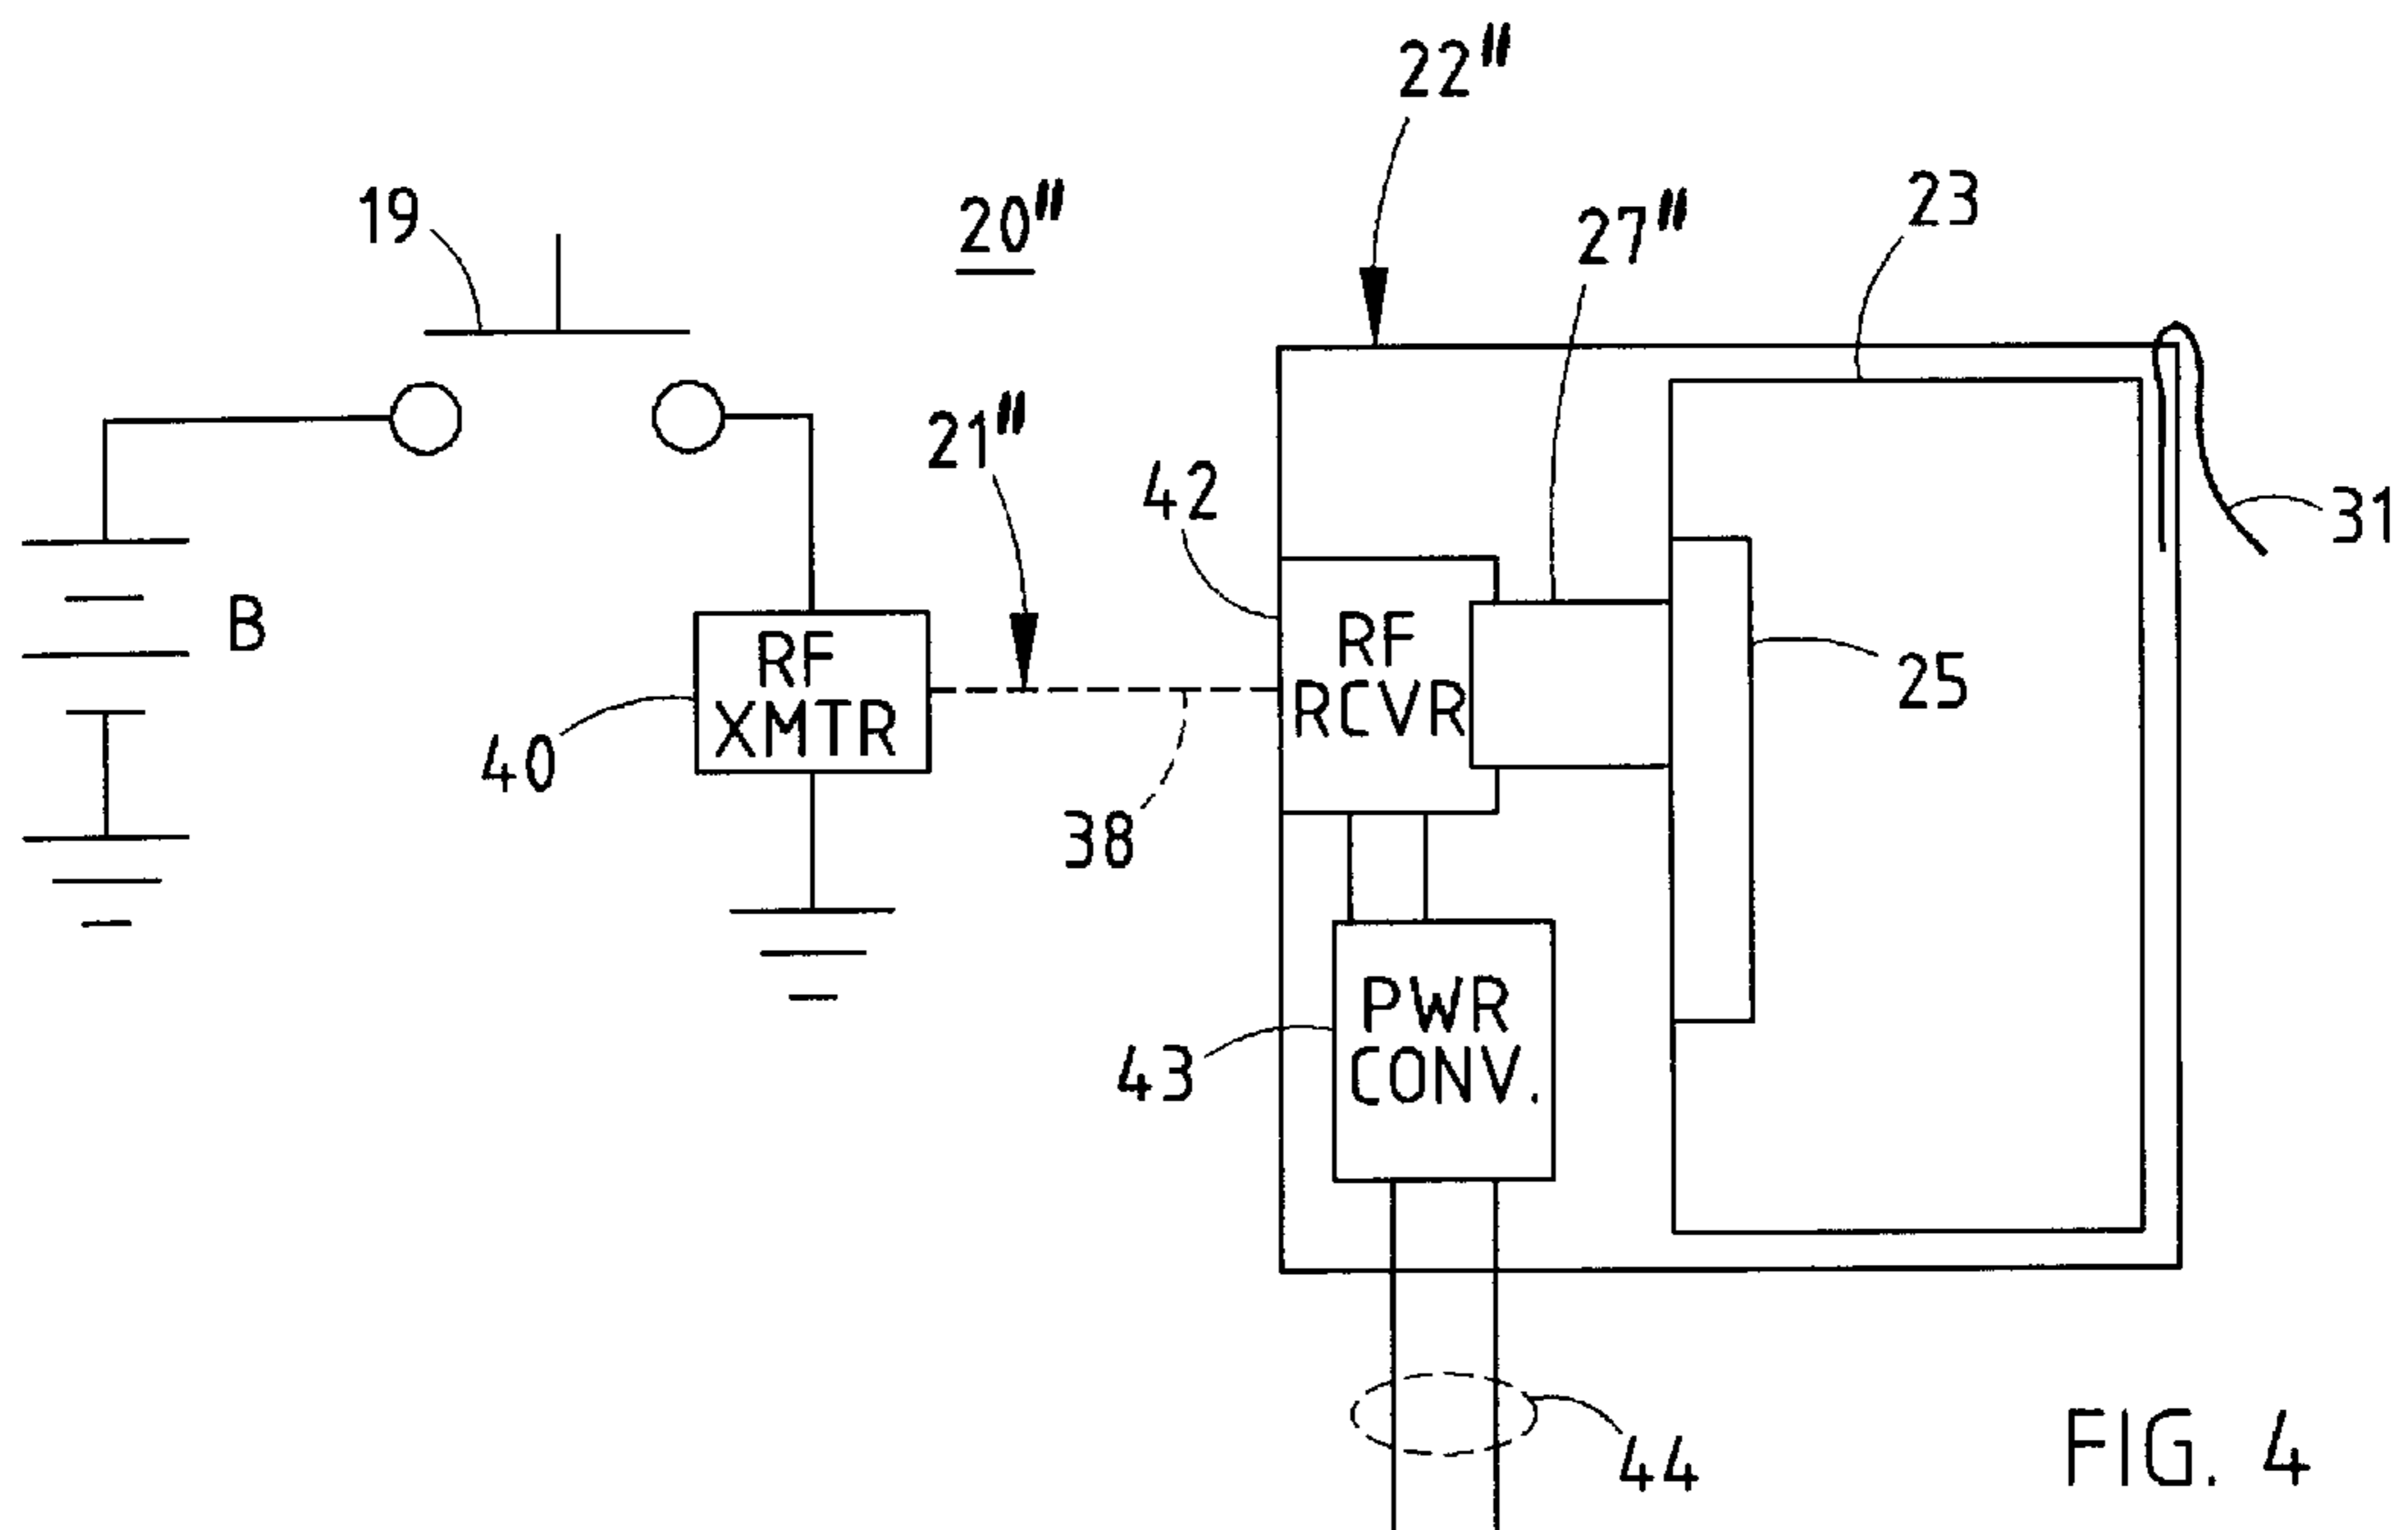 22"
19
20"
27"
23
21"
42
31
B
RF
XMTR
RF
RCVR
25
40
38
PWR
CONV.
43
44
FIG. 4